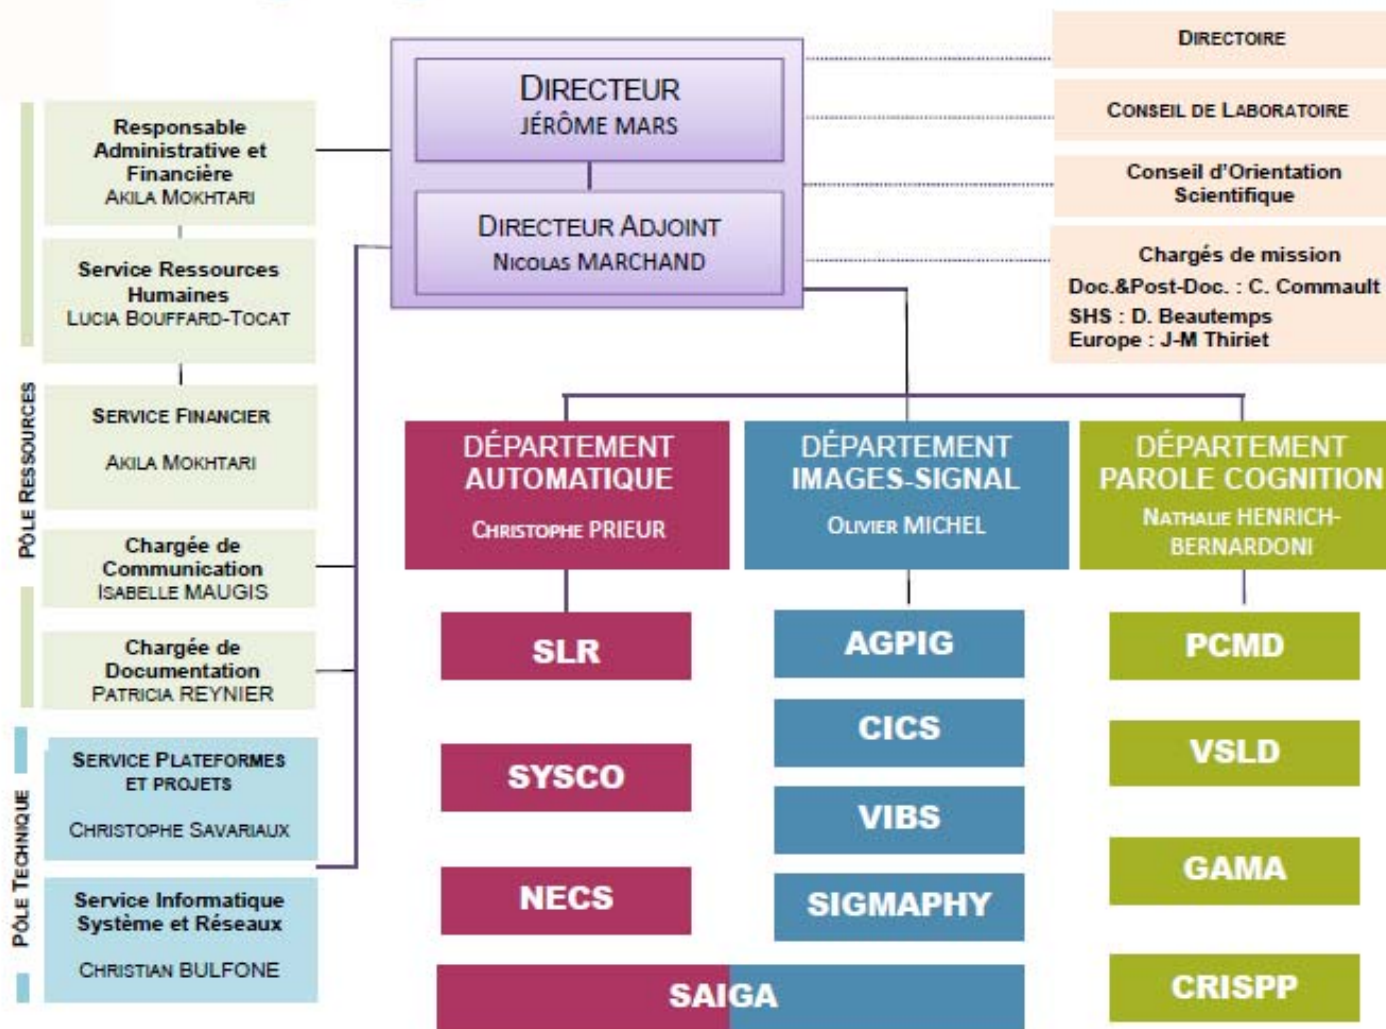 DIRECTEUR
JÉRÔME MARS
DIRECTEUR ADJOINT
NICOLAS MARCHAND
DIRECTOIRE
CONSEIL DE LABORATOIRE
Conseil d'Orientation
Scientifique
Chargés de mission
Doc.&Post-Doc. : C. Commault
SHS : D. Beautemps
Europe : J-M Thiriet
PÔLE RESSOURCES
Responsable
Administrative et
Financière
AKILA MOKHTARI
Service Ressources
Humaines
LUCIA BOUFFARD-TOCAT
SERVICE FINANCIER
AKILA MOKHTARI
Chargée de
Communication
ISABELLE MAUGIS
Chargée de
Documentation
PATRICIA REYNIER
PÔLE TECHNIQUE
SERVICE PLATEFORMES
ET PROJETS
CHRISTOPHE SAVARIAUX
Service Informatique
Système et Réseaux
CHRISTIAN BULFONE
DÉPARTEMENT
AUTOMATIQUE
CHRISTOPHE PRIEUR
SLR
SYSCO
NECS
DÉPARTEMENT
IMAGES-SIGNAL
OLIVIER MICHEL
AGPIG
CICS
VIBS
SIGMAPHY
SAIGA
DÉPARTEMENT
PAROLE COGNITION
NATHALIE HENRICH-
BERNARDONI
PCMD
VSLD
GAMA
CRISPP